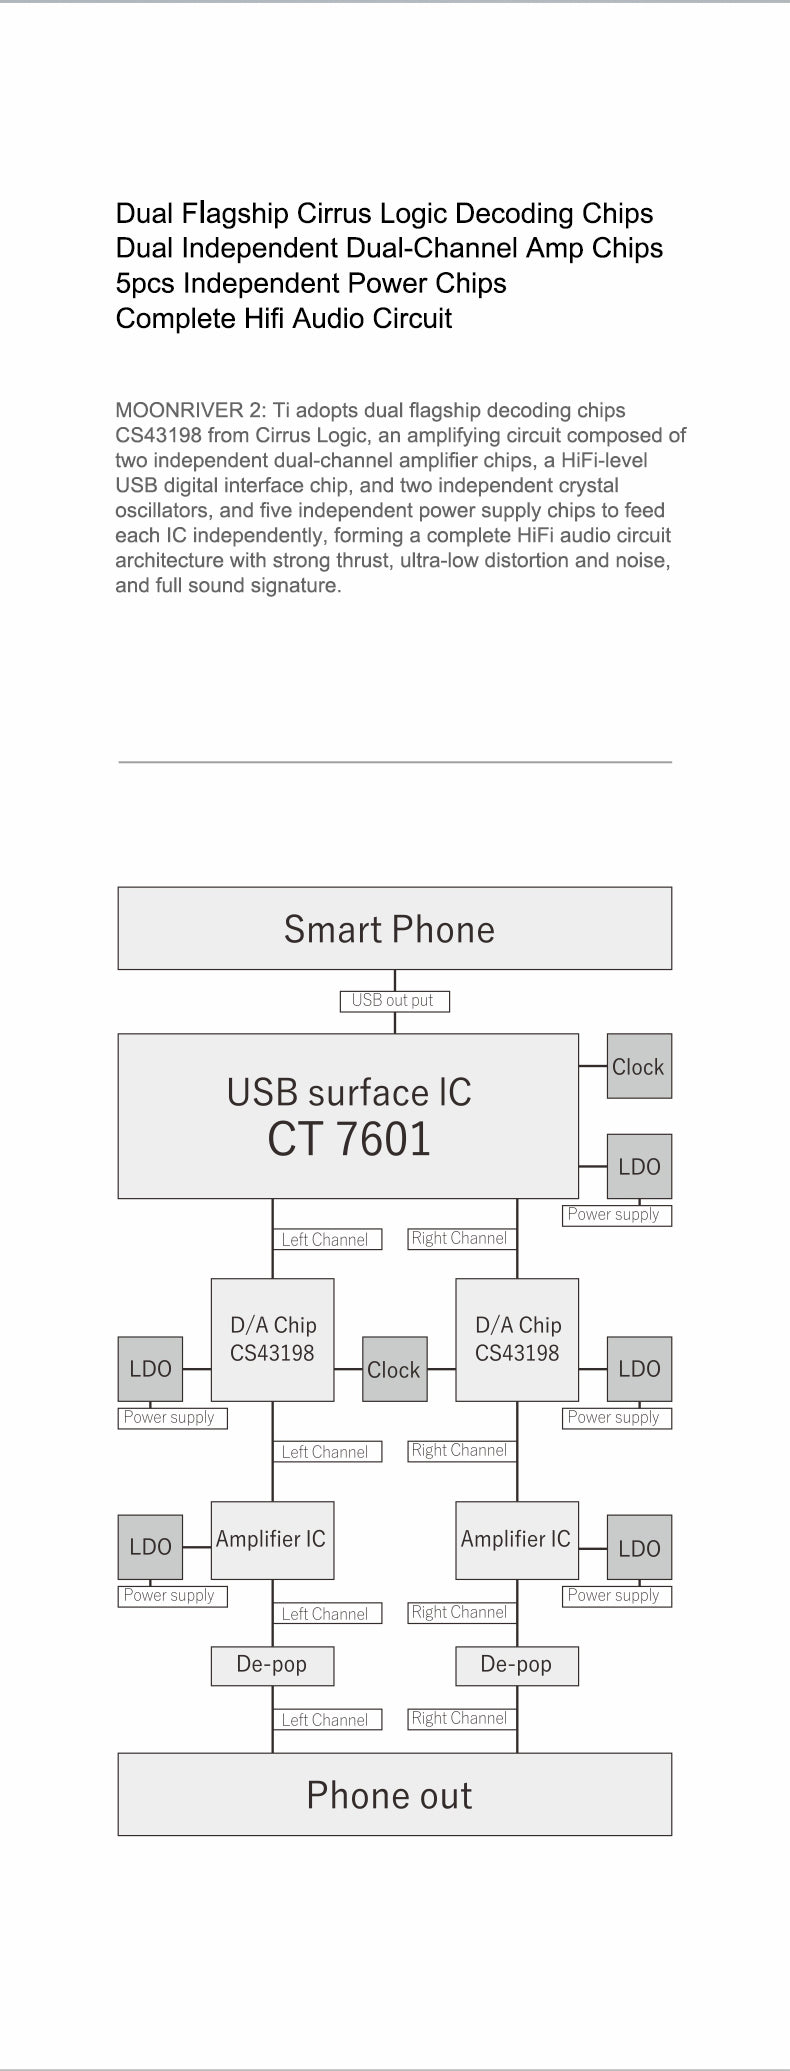 Dual Flagship Cirrus Logic Decoding Chips
Dual Independent Dual-Channel Amp Chips
5pcs Independent Power Chips
Complete Hifi Audio Circuit
MOONRIVER 2: Ti adopts dual flagship decoding chips
CS43198 from Cirrus Logic, an amplifying circuit composed of
two independent dual-channel amplifier chips, a HiFi-level
USB digital interface chip, and two independent crystal
oscillators, and five independent power supply chips to feed
each IC independently, forming a complete HiFi audio circuit
architecture with strong thrust, ultra-low distortion and noise,
and full sound signature.
Smart Phone
USB out put
USB surface IC
CT 7601
Clock
LDO
Power supply
Left Channel
Right Channel
D/A Chip
CS43198
D/A Chip
CS43198
LDO
Clock
LDO
Power supply
Power supply
Left Channel
Right Channel
LDO
Amplifier IC
Amplifier IC
LDO
Power supply
Power supply
Left Channel
Right Channel
De-pop
De-pop
Left Channel
Right Channel
Phone out